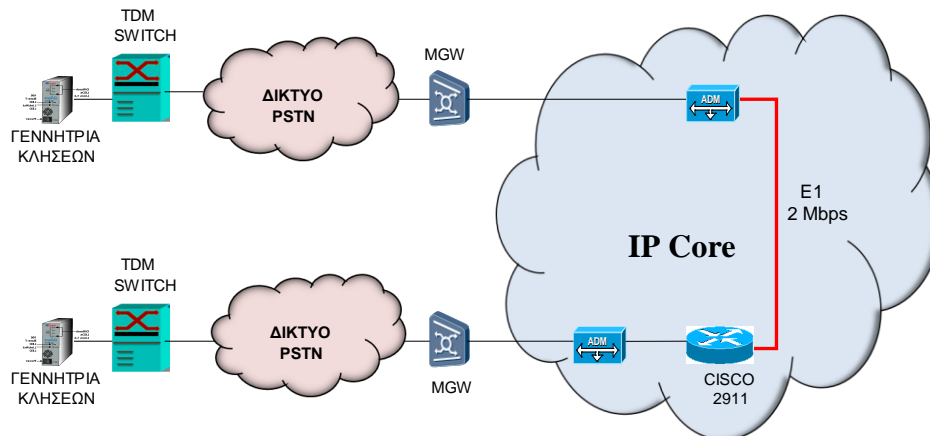 TDM
SWITCH
ΓΕΝΝΗΤΡΙΑ
ΚΛΗΣΕΩΝ
ΔΙΚΤΥΟ
PSTN
MGW
ADM
E1
2 Mbps
IP Core
TDM
SWITCH
ΓΕΝΝΗΤΡΙΑ
ΚΛΗΣΕΩΝ
ΔΙΚΤΥΟ
PSTN
MGW
ADM
CISCO
2911